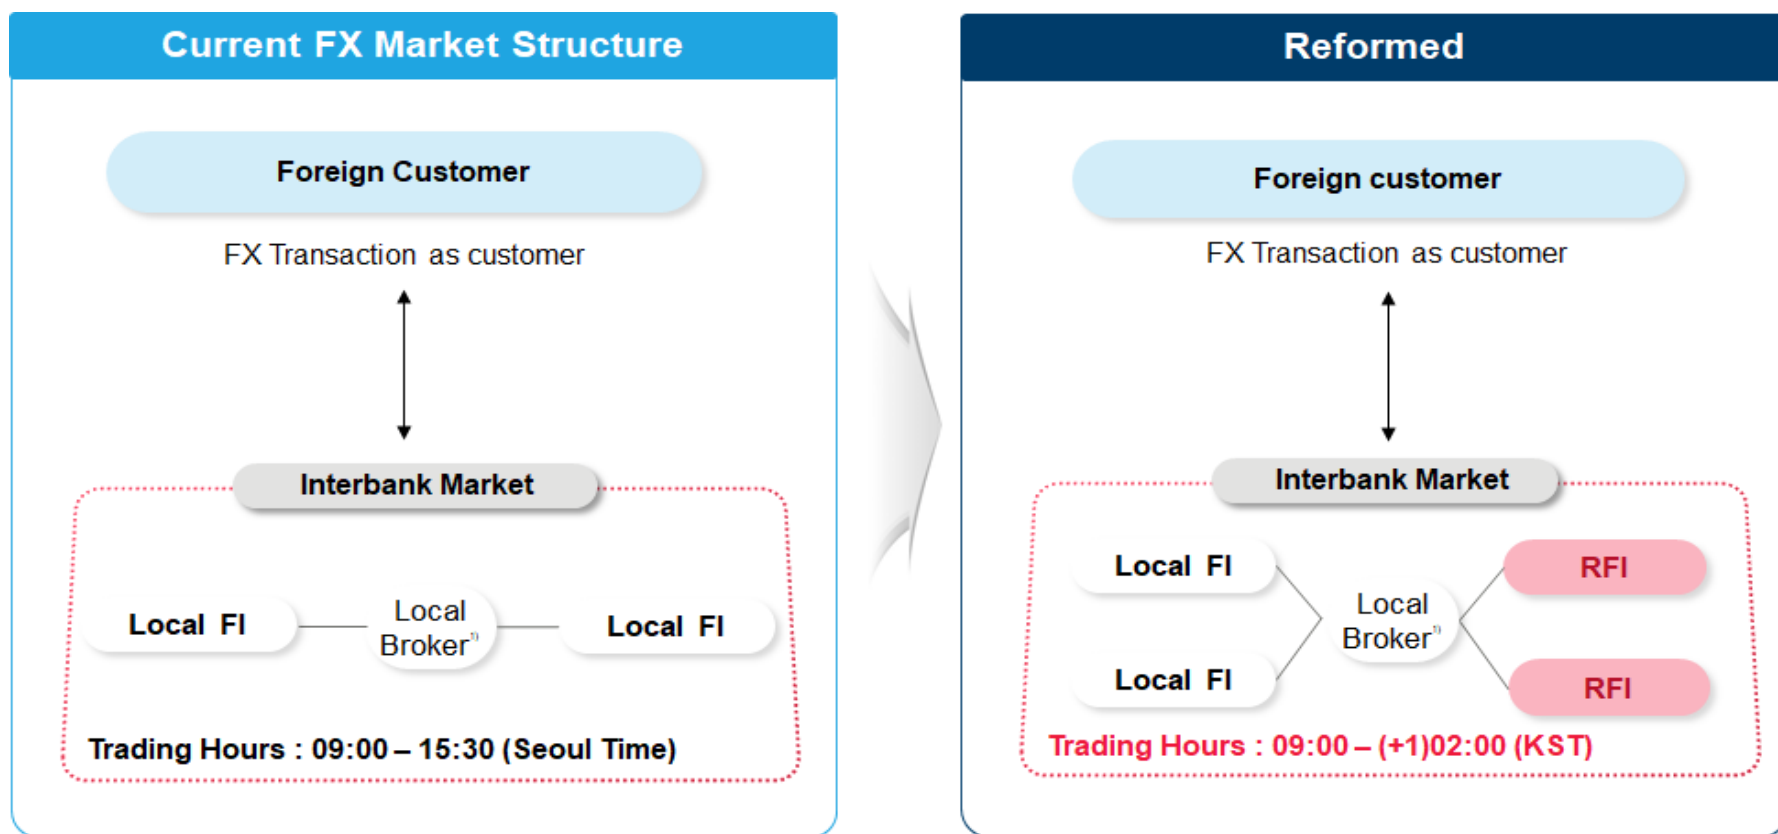 Current FX Market Structure
Foreign Customer
FX Transaction as customer
Interbank Market
Local FI
Local
Broker¹⁾
Local FI
Trading Hours : 09:00 – 15:30 (Seoul Time)
Reformed
Foreign customer
FX Transaction as customer
Interbank Market
Local FI
Local FI
Local
Broker¹⁾
RFI
RFI
Trading Hours : 09:00 – (+1)02:00 (KST)